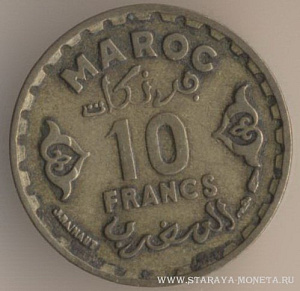 MAROC
10
FRANCS
المغرب
WWW.STARAYA-MONETA.RU